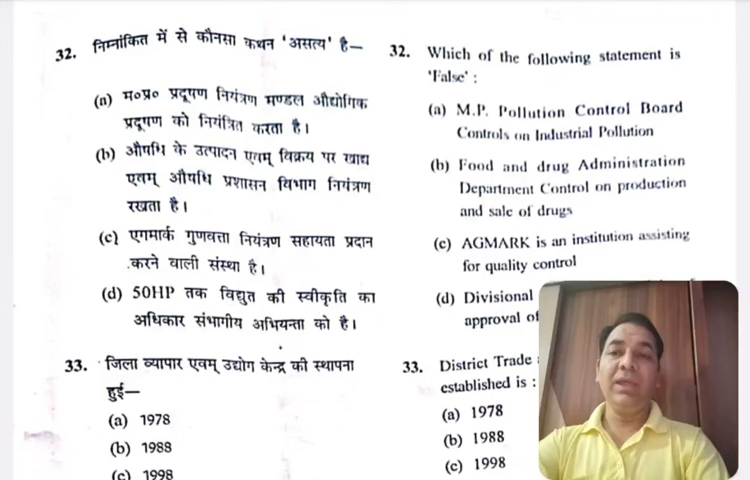 32. निम्नांकित में से कौनसा कथन 'असत्य' है—
(a) म०प्र० प्रदूषण नियंत्रण मण्डल औद्योगिक
प्रदूषण को नियंत्रित करता है।
(b) औषधि के उत्पादन एवम् विक्रय पर खाद्य
एवम् औषधि प्रशासन विभाग नियंत्रण
रखता है।
(c) एगमार्क गुणवत्ता नियंत्रण सहायता प्रदान
करने वाली संस्था है।
(d) 50HP तक विद्युत की स्वीकृति का
अधिकार संभागीय अभियन्ता को है।
33. जिला व्यापार एवम् उद्योग केन्द्र की स्थापना
हुई—
(a) 1978
(b) 1988
(c) 1998
32. Which of the following statement is
'False' :
(a) M.P. Pollution Control Board
Controls on Industrial Pollution
(b) Food and drug Administration
Department Control on production
and sale of drugs
(c) AGMARK is an institution assisting
for quality control
(d) Divisional
approval of
33. District Trade
established is :
(a) 1978
(b) 1988
(c) 1998